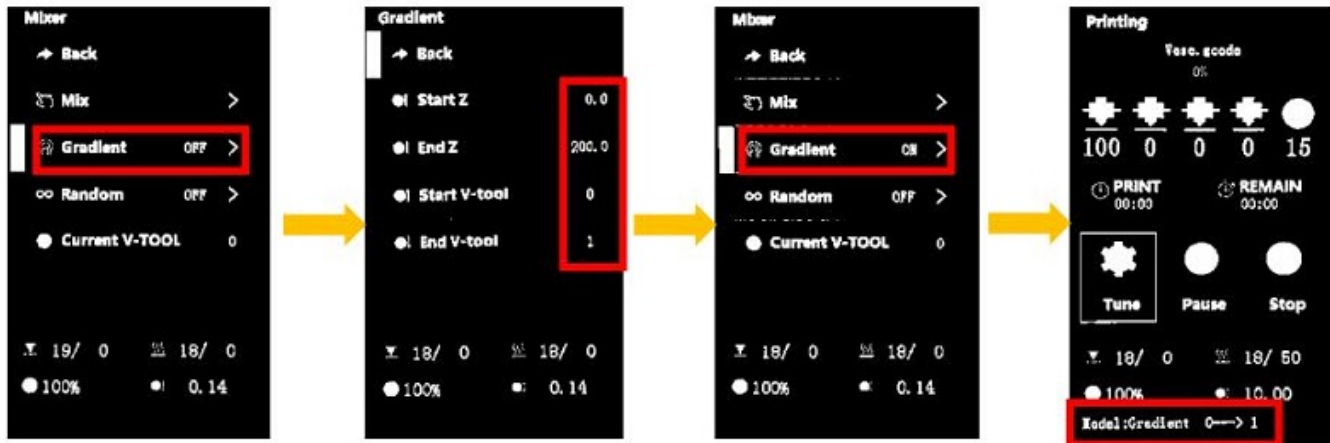 Mixer
Back
Mix >
Gradient OFF >
Random OFF >
Current V-TOOL 0
19/ 0 18/ 0
100% 0.14
Gradient
Back
Start Z 0.0
End Z 200.0
Start V-tool 0
End V-tool 1
18/ 0 18/ 0
100% 0.14
Mixer
Back
Mix >
Gradient ON >
Random OFF >
Current V-TOOL 0
18/ 0 18/ 0
100% 0.14
Printing
Vase.gcode
0%
100 0 0 0 15
PRINT REMAIN
00:00 00:00
Tune Pause Stop
18/ 0 18/ 50
100% 10.00
Model:Gradient 0--> 1